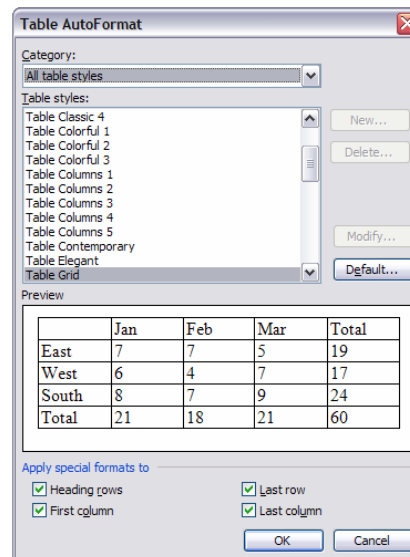 Table AutoFormat
Category:
All table styles
Table styles:
Table Classic 4
Table Colorful 1
Table Colorful 2
Table Colorful 3
Table Columns 1
Table Columns 2
Table Columns 3
Table Columns 4
Table Columns 5
Table Contemporary
Table Elegant
Table Grid
New...
Delete...
Modify...
Default...
Preview
Jan Feb Mar Total
East 7 7 5 19
West 6 4 7 17
South 8 7 9 24
Total 21 18 21 60
Apply special formats to
Heading rows Last row
First column Last column
OK Cancel